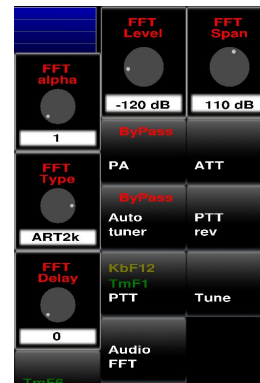 FFT
Level
-120 dB
FFT
Span
110 dB
FFT
alpha
1
ByPass
PA
ATT
FFT
Type
ART2k
ByPass
Auto
tuner
PTT
rev
FFT
Delay
0
KbF12
TmF1
PTT
Tune
Audio
FFT
TmF6